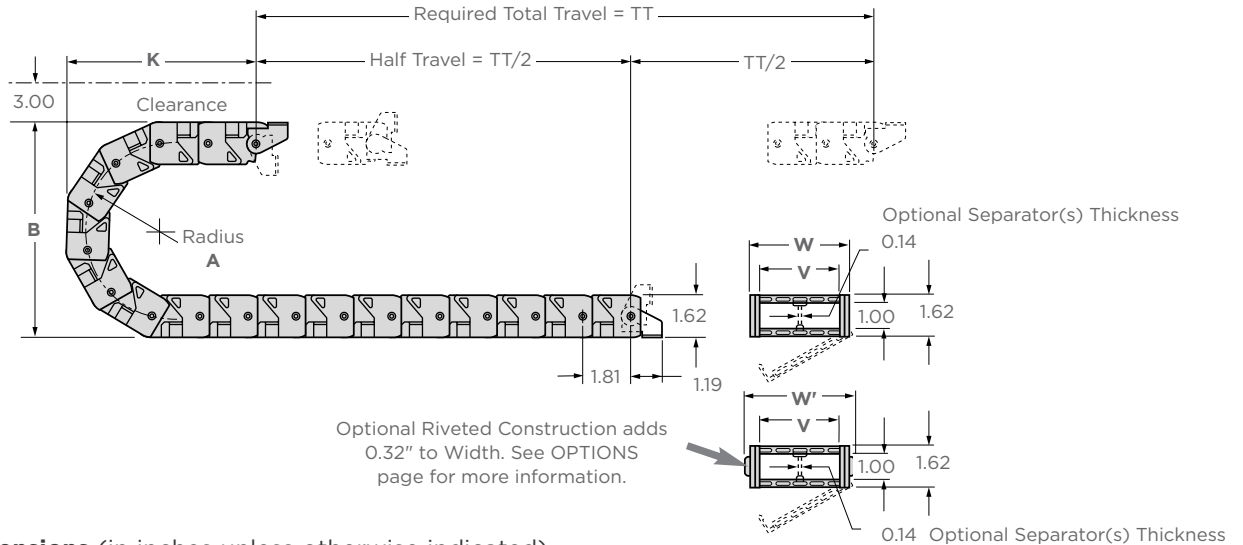 Required Total Travel = TT
K
Half Travel = TT/2
TT/2
3.00
Clearance
B
Radius
A
1.62
1.81
1.19
Optional Separator(s) Thickness
0.14
W
V
1.00
1.62
W'
V
1.00
1.62
0.14 Optional Separator(s) Thickness
Optional Riveted Construction adds
0.32" to Width. See OPTIONS
page for more information.
(in inches unless otherwise indicated)